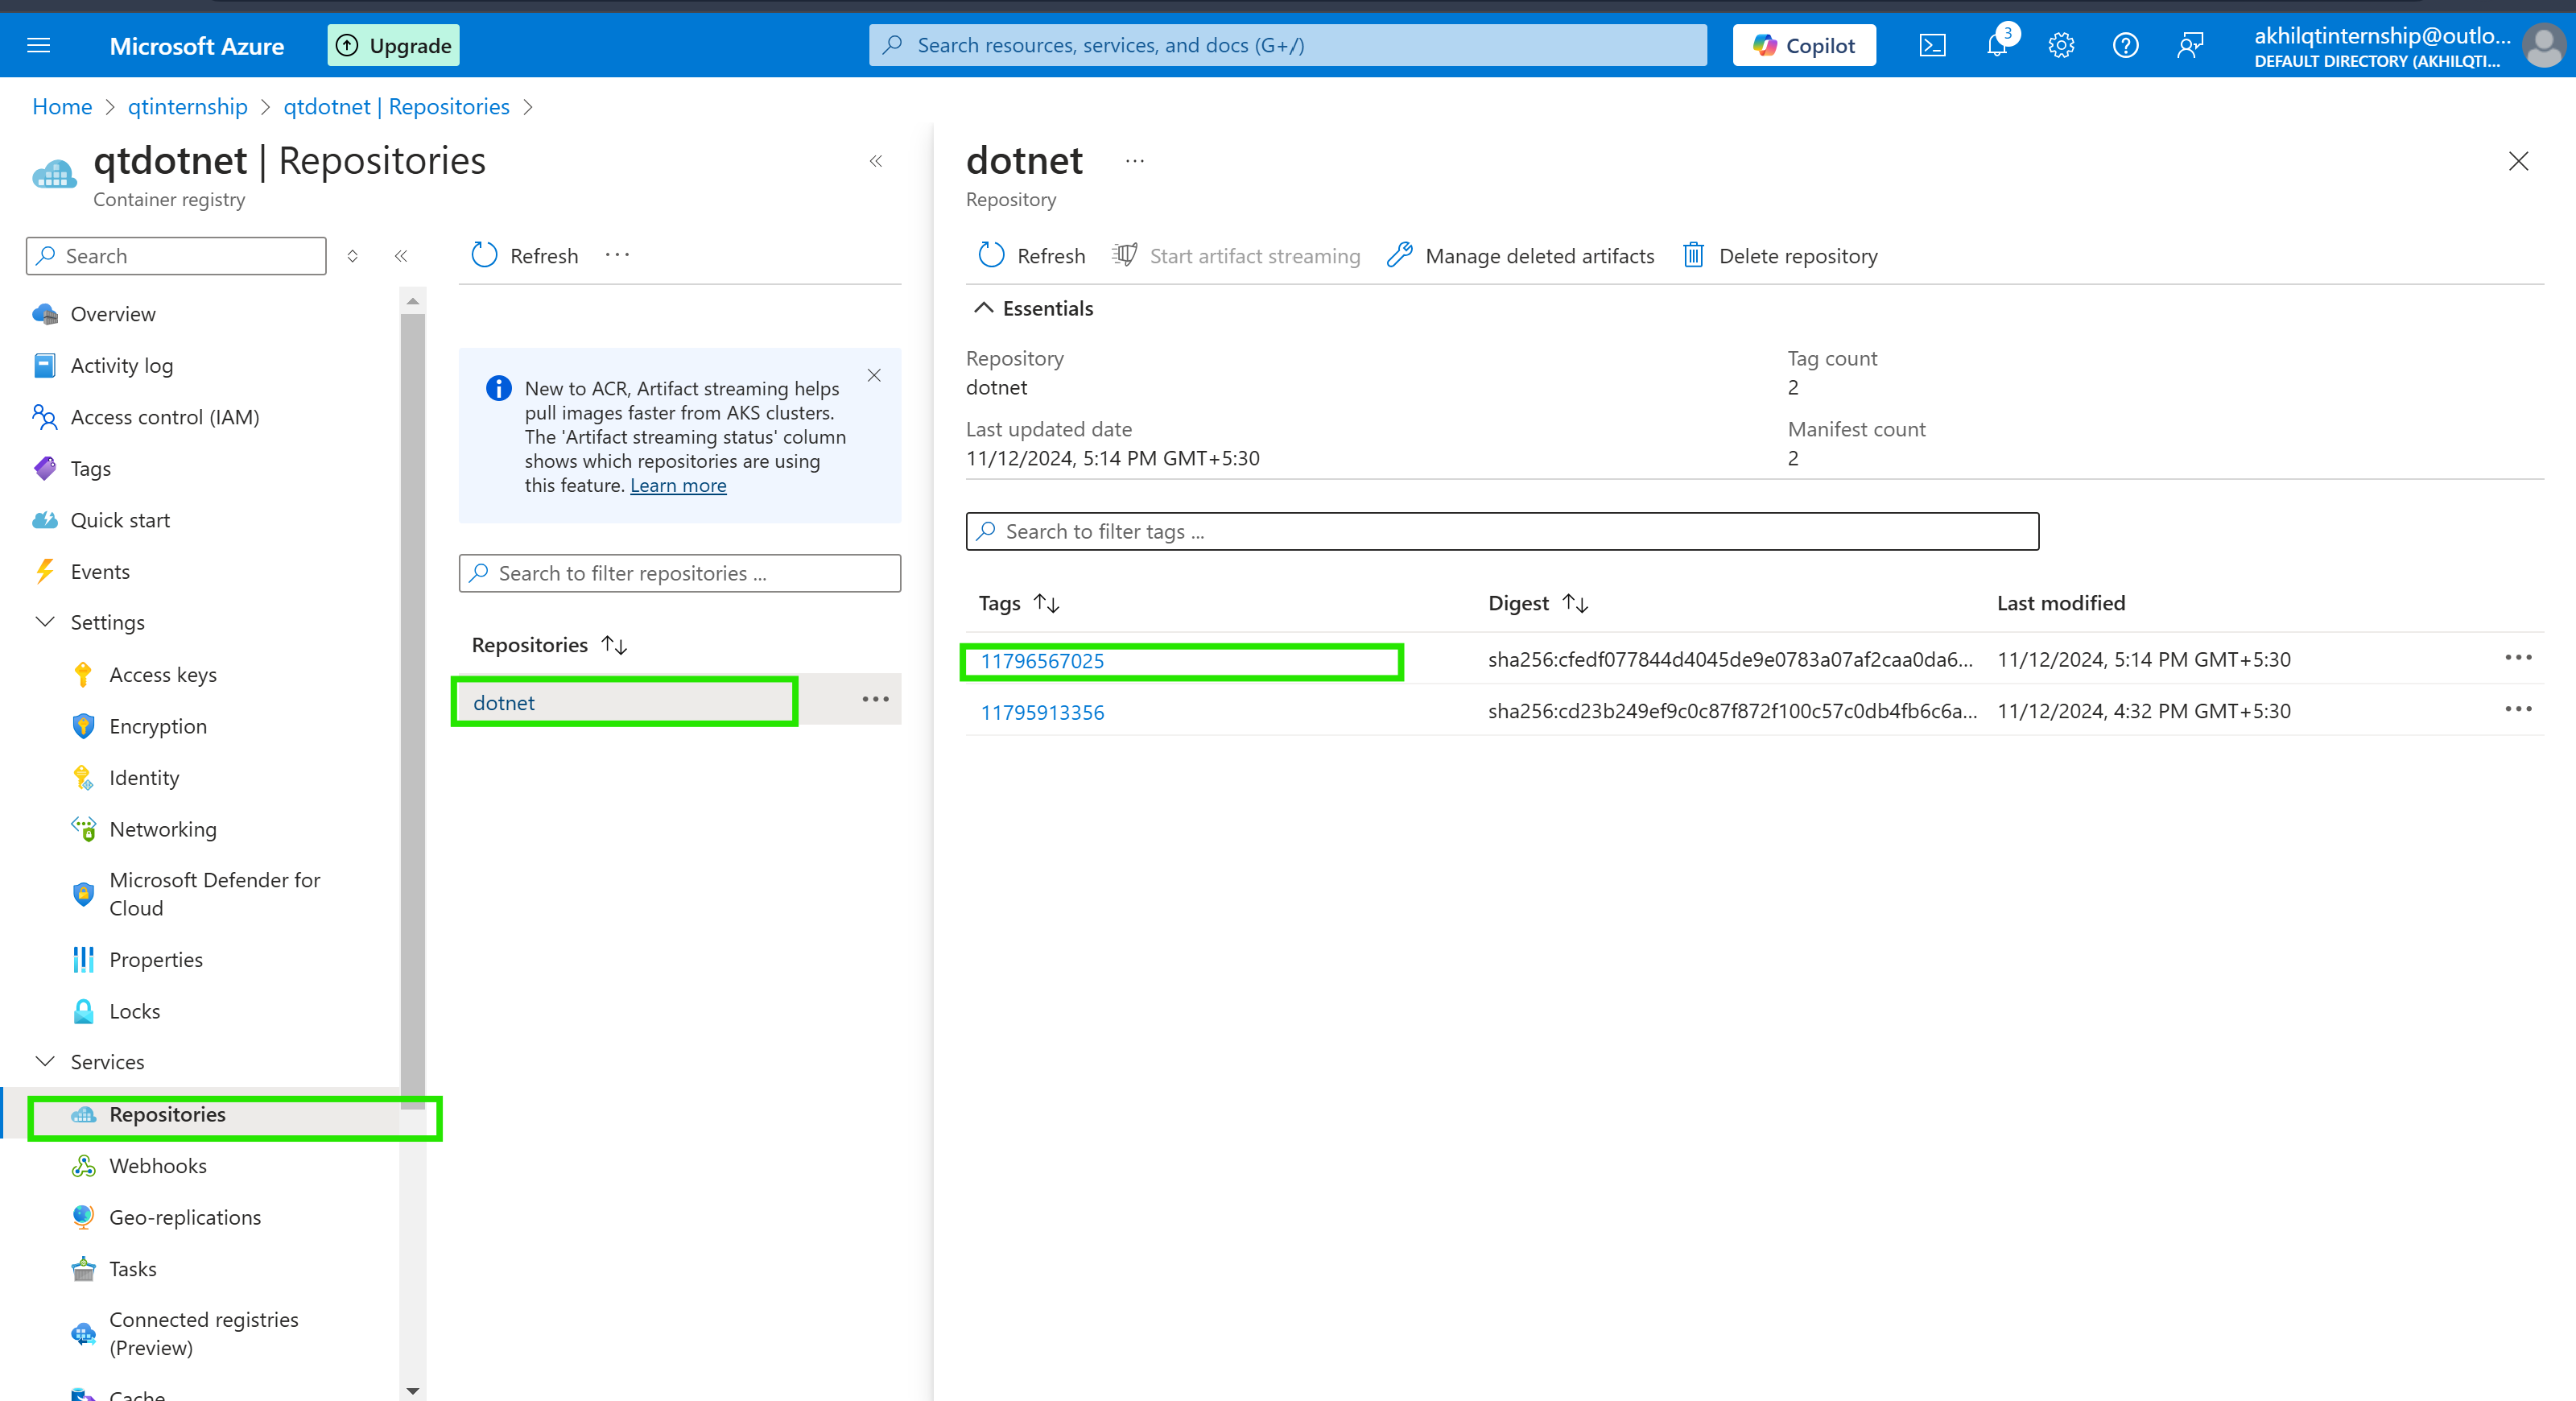 Microsoft Azure
Upgrade
Search resources, services, and docs (G+/)
Copilot
3
akhilqtinternship@outlo...
DEFAULT DIRECTORY (AKHILQTI...
Home > qtinternship > qtdotnet | Repositories >
qtdotnet | Repositories
Container registry
Search
Overview
Activity log
Access control (IAM)
Tags
Quick start
Events
Settings
Access keys
Encryption
Identity
Networking
Microsoft Defender for
Cloud
Properties
Locks
Services
Repositories
Webhooks
Geo-replications
Tasks
Connected registries
(Preview)
Cache
Refresh
New to ACR, Artifact streaming helps
pull images faster from AKS clusters.
The 'Artifact streaming status' column
shows which repositories are using
this feature. Learn more
Search to filter repositories ...
Repositories
dotnet
dotnet
Repository
Refresh
Start artifact streaming
Manage deleted artifacts
Delete repository
Essentials
Repository
dotnet
Tag count
2
Last updated date
11/12/2024, 5:14 PM GMT+5:30
Manifest count
2
Search to filter tags ...
Tags Digest Last modified
11796567025 sha256:cfedf077844d4045de9e0783a07af2caa0da6... 11/12/2024, 5:14 PM GMT+5:30
11795913356 sha256:cd23b249ef9c0c87f872f100c57c0db4fb6c6a... 11/12/2024, 4:32 PM GMT+5:30